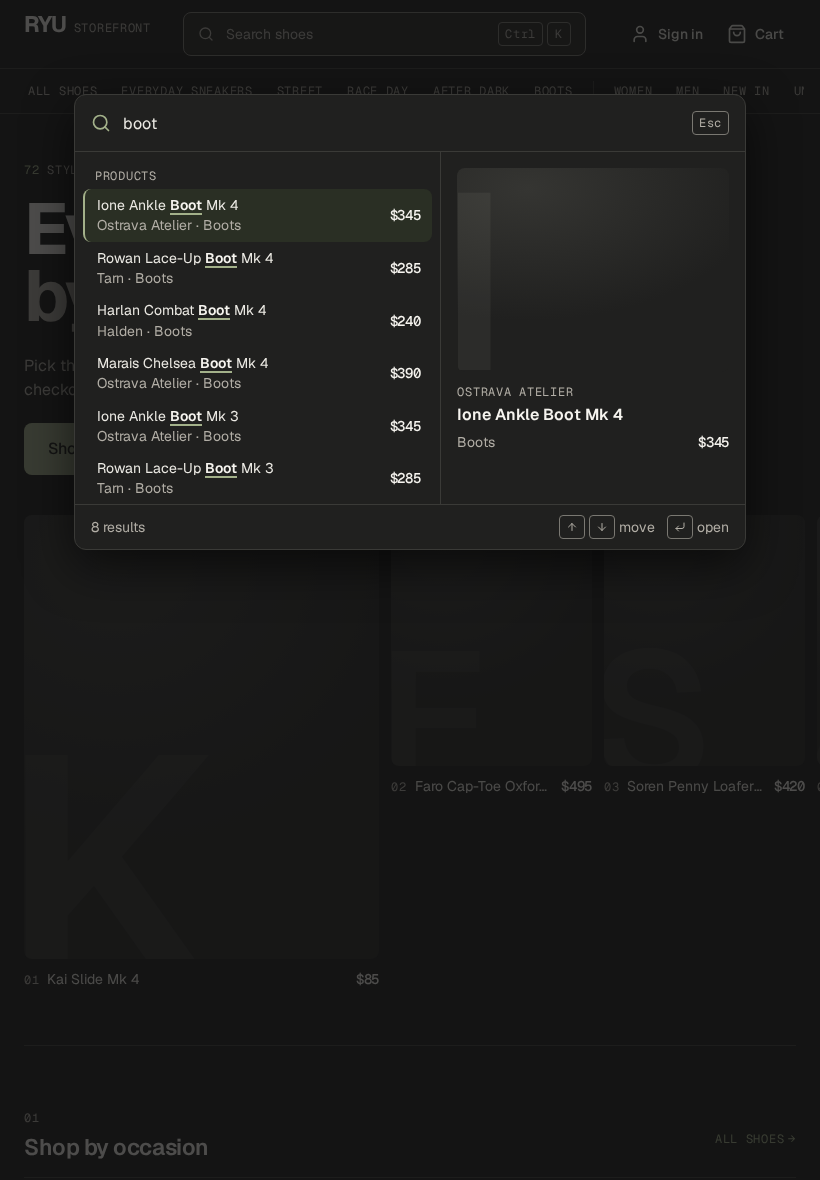 RYU STOREFRONT
Search shoes
Ctrl K
Sign in
Cart
ALL SHOES EVERYDAY SNEAKERS STREET RACE DAY AFTER DARK BOOTS WOMEN MEN NEW IN
boot
Esc
72
PRODUCTS
Ione Ankle Boot Mk 4
Ostrava Atelier · Boots
$345
Rowan Lace-Up Boot Mk 4
Tarn · Boots
$285
Harlan Combat Boot Mk 4
Halden · Boots
$240
Marais Chelsea Boot Mk 4
Ostrava Atelier · Boots
$390
Ione Ankle Boot Mk 3
Ostrava Atelier · Boots
$345
Rowan Lace-Up Boot Mk 3
Tarn · Boots
$285
I
OSTRAVA ATELIER
Ione Ankle Boot Mk 4
Boots
$345
8 results
↑ ↓ move ↵ open
Pick
K
F
S
01 Kai Slide Mk 4 $85
02 Faro Cap-Toe Oxfor… $495
03 Soren Penny Loafer… $420
01
Shop by occasion
ALL SHOES →